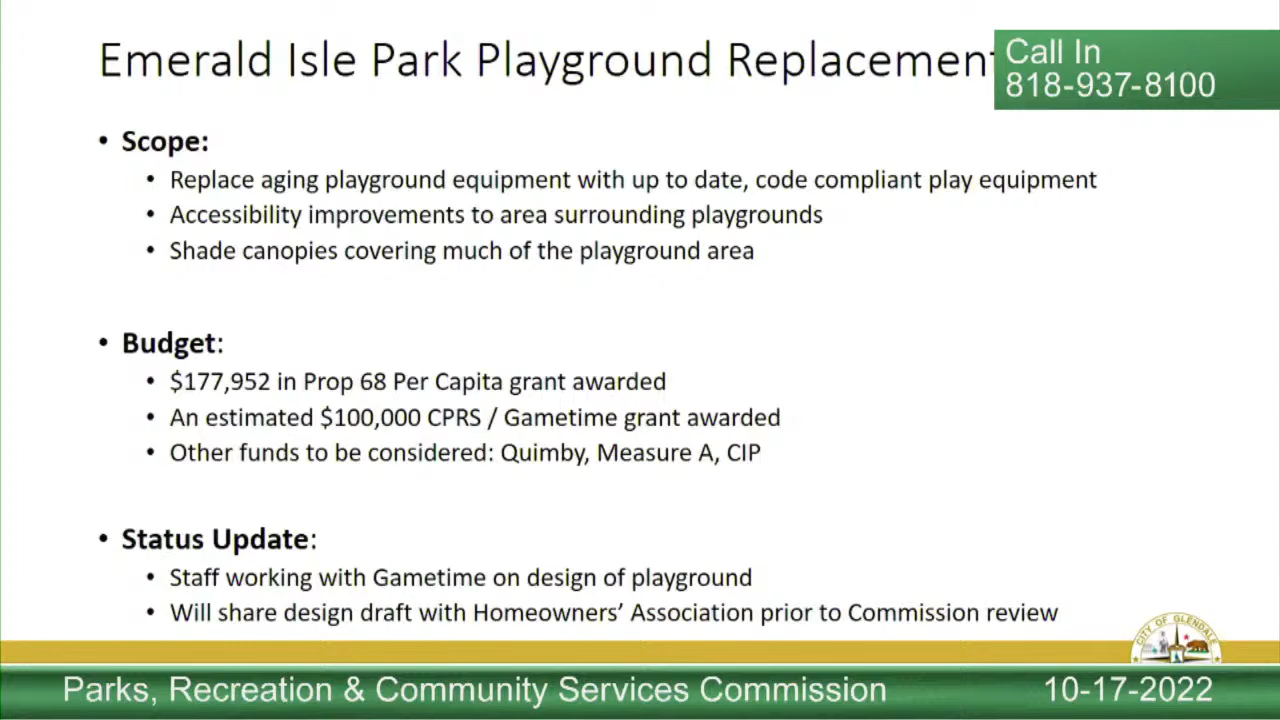 Emerald Isle Park Playground Replacement
Call In
818-937-8100
• Scope:
• Replace aging playground equipment with up to date, code compliant play equipment
• Accessibility improvements to area surrounding playgrounds
• Shade canopies covering much of the playground area
• Budget:
• $177,952 in Prop 68 Per Capita grant awarded
• An estimated $100,000 CPRS / Gametime grant awarded
• Other funds to be considered: Quimby, Measure A, CIP
• Status Update:
• Staff working with Gametime on design of playground
• Will share design draft with Homeowners’ Association prior to Commission review
CITY OF GLENDALE
Parks, Recreation & Community Services Commission
10-17-2022